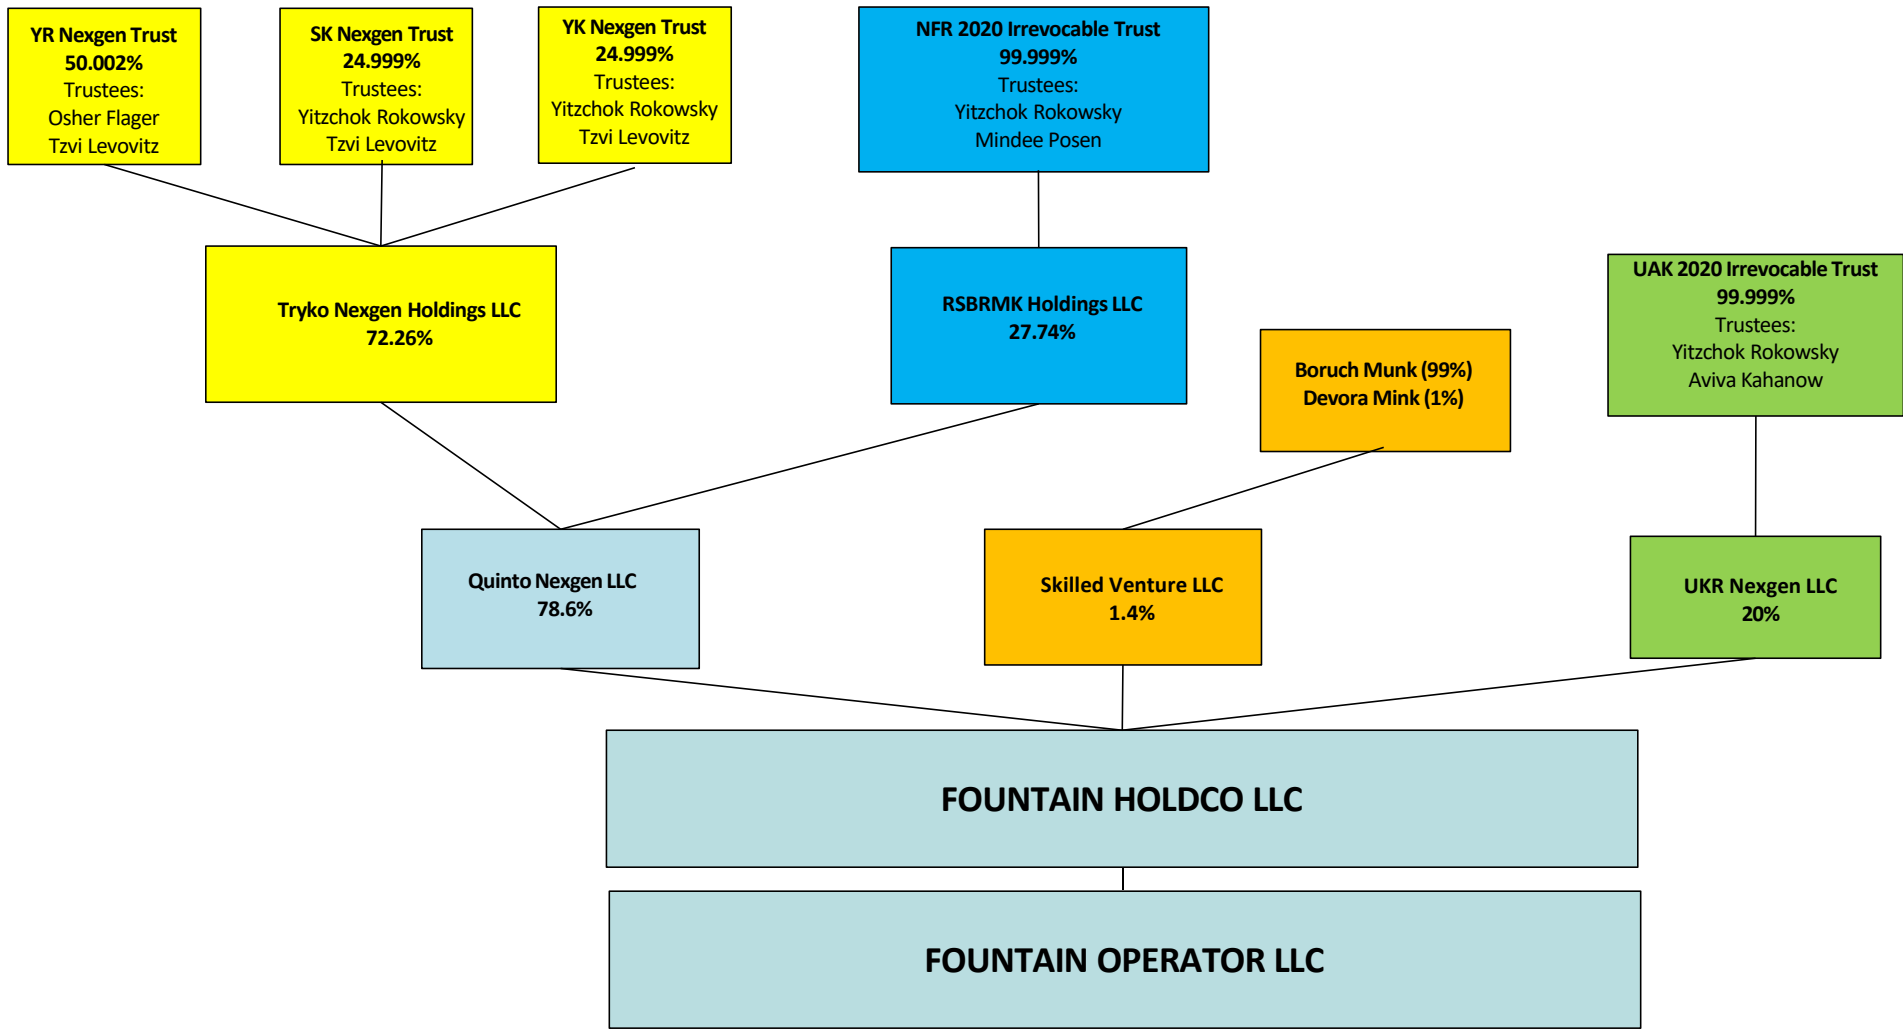 YR Nexgen Trust
50.002%
Trustees:
Osher Flager
Tzvi Levovitz
SK Nexgen Trust
24.999%
Trustees:
Yitzchok Rokowsky
Tzvi Levovitz
YK Nexgen Trust
24.999%
Trustees:
Yitzchok Rokowsky
Tzvi Levovitz
NFR 2020 Irrevocable Trust
99.999%
Trustees:
Yitzchok Rokowsky
Mindee Posen
Tryko Nexgen Holdings LLC
72.26%
RSBRMK Holdings LLC
27.74%
UAK 2020 Irrevocable Trust
99.999%
Trustees:
Yitzchok Rokowsky
Aviva Kahanow
Boruch Munk (99%)
Devora Mink (1%)
Quinto Nexgen LLC
78.6%
Skilled Venture LLC
1.4%
UKR Nexgen LLC
20%
FOUNTAIN HOLDCO LLC
FOUNTAIN OPERATOR LLC